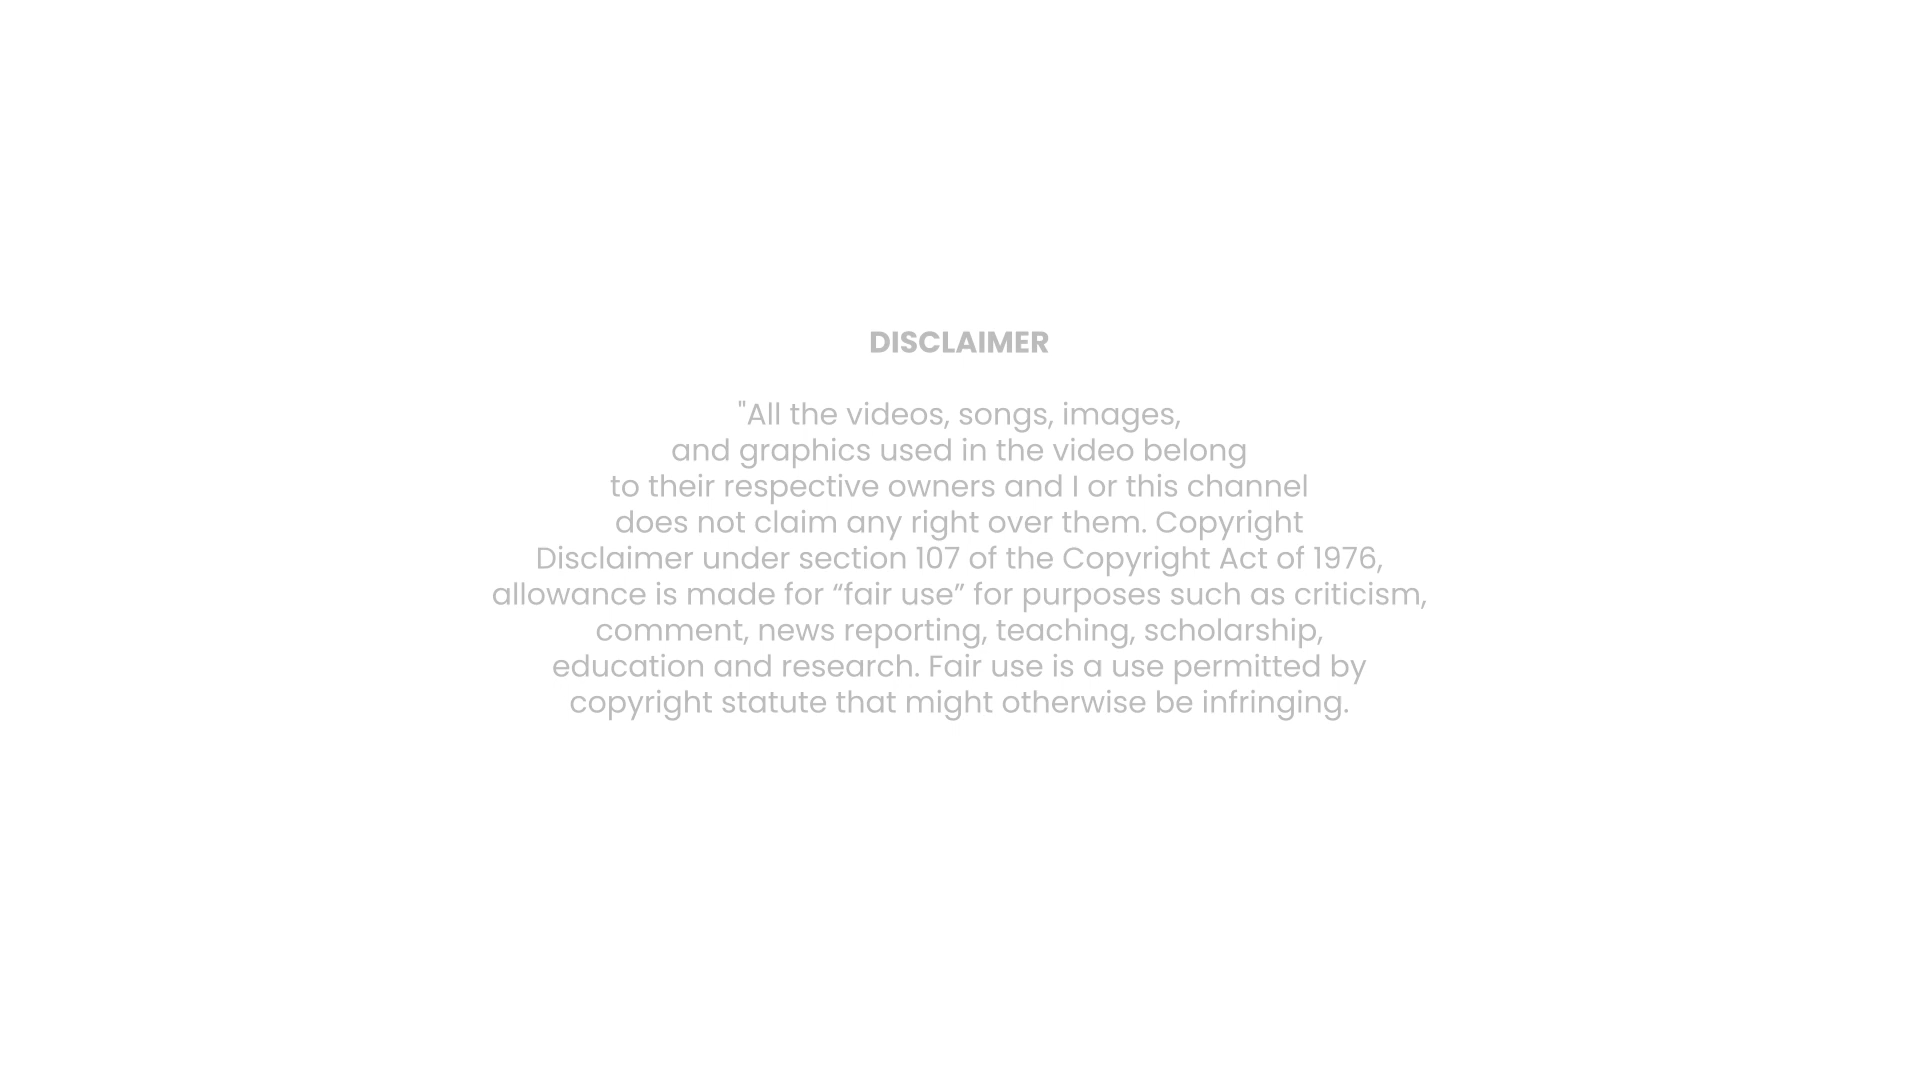 DISCLAIMER
"All the videos, songs, images,
and graphics used in the video belong
to their respective owners and I or this channel
does not claim any right over them. Copyright
Disclaimer under section 107 of the Copyright Act of 1976,
allowance is made for “fair use” for purposes such as criticism,
comment, news reporting, teaching, scholarship,
education and research. Fair use is a use permitted by
copyright statute that might otherwise be infringing.